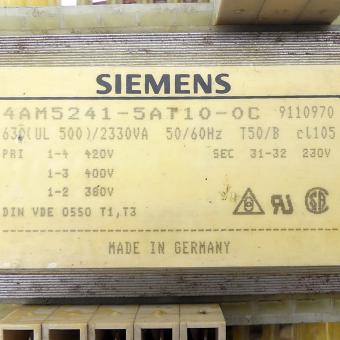 SIEMENS
4AM5241-5AT10-0C 9110970
630(UL 500)/2330VA 50/60Hz T50/B cl105
PRI 1-4 420V SEC 31-32 230V
1-3 400V
1-2 380V
DIN VDE 0550 T1,T3
MADE IN GERMANY